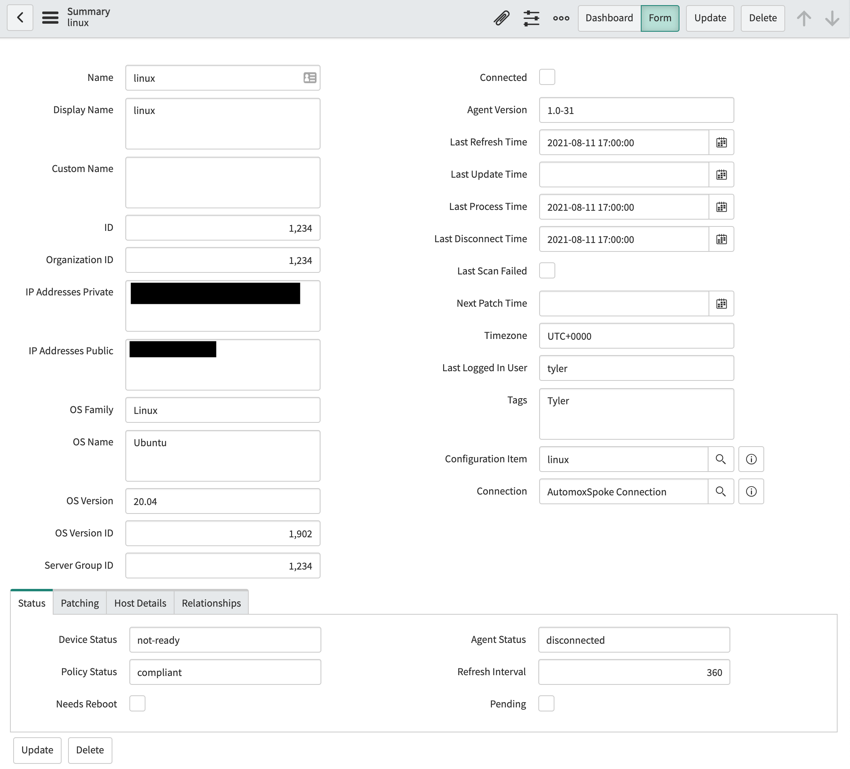 Summary
linux
Dashboard
Form
Update
Delete
Name
linux
Display Name
linux
Custom Name
ID
1,234
Organization ID
1,234
IP Addresses Private
IP Addresses Public
OS Family
Linux
OS Name
Ubuntu
OS Version
20.04
OS Version ID
1,902
Server Group ID
1,234
Connected
Agent Version
1.0-31
Last Refresh Time
2021-08-11 17:00:00
Last Update Time
Last Process Time
2021-08-11 17:00:00
Last Disconnect Time
2021-08-11 17:00:00
Last Scan Failed
Next Patch Time
Timezone
UTC+0000
Last Logged In User
tyler
Tags
Tyler
Configuration Item
linux
Connection
AutomoxSpoke Connection
Status
Patching
Host Details
Relationships
Device Status
not-ready
Policy Status
compliant
Needs Reboot
Agent Status
disconnected
Refresh Interval
360
Pending
Update
Delete